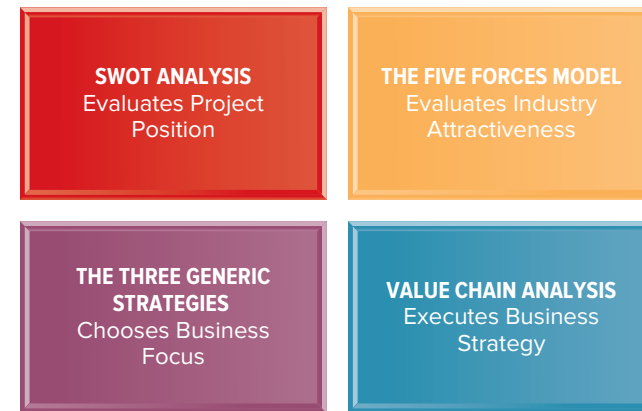 SWOT ANALYSIS
Evaluates Project
Position
THE FIVE FORCES MODEL
Evaluates Industry
Attractiveness
THE THREE GENERIC
STRATEGIES
Chooses Business
Focus
VALUE CHAIN ANALYSIS
Executes Business
Strategy